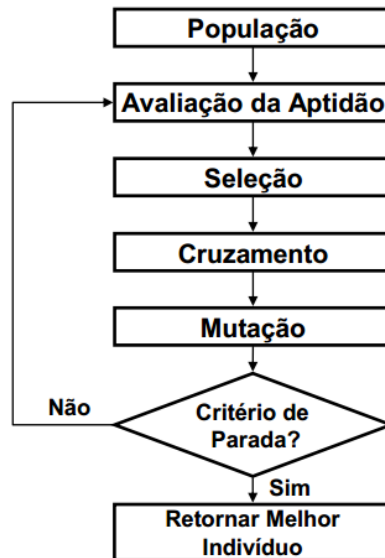 População
Avaliação da Aptidão
Seleção
Cruzamento
Mutação
Não
Critério de
Parada?
Sim
Retornar Melhor
Indivíduo